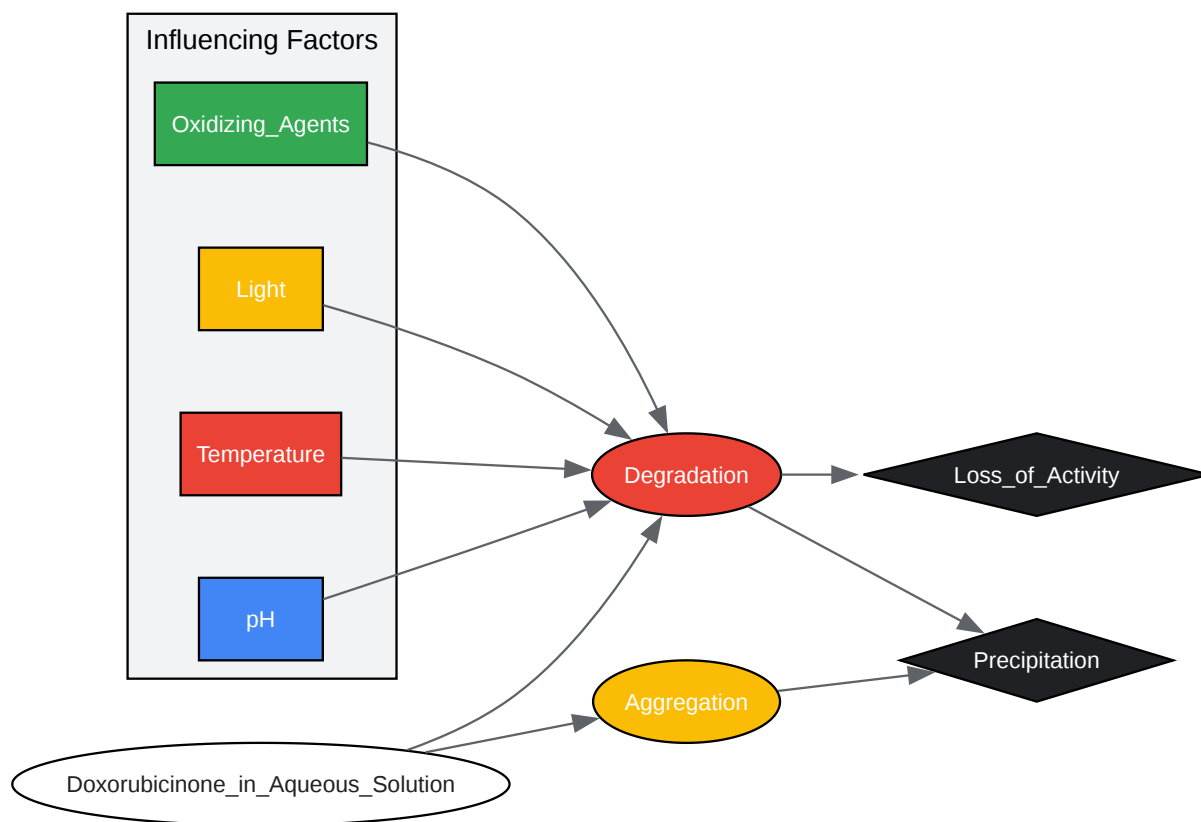 Influencing Factors
Oxidizing_Agents
Light
Temperature
pH
Degradation
Loss_of_Activity
Aggregation
Precipitation
Doxorubicinone_in_Aqueous_Solution